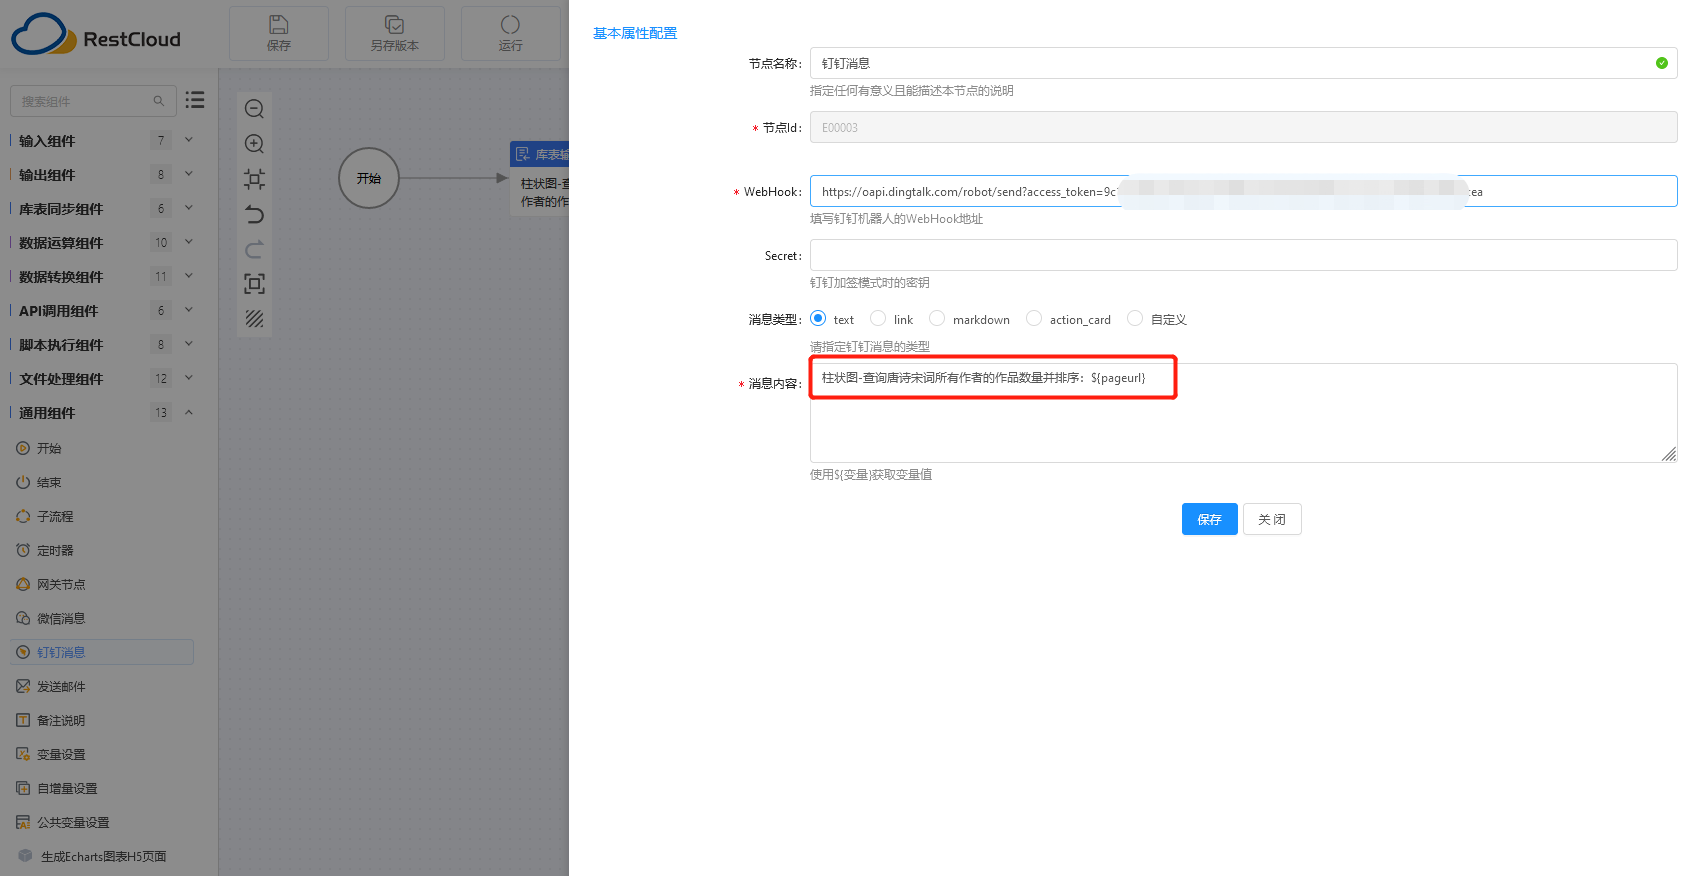 RestCloud
保存
另存版本
运行
搜索组件
输入组件 7
输出组件 8
库表同步组件 6
数据运算组件 10
数据转换组件 11
API调用组件 6
脚本执行组件 8
文件处理组件 12
通用组件 13
开始
结束
子流程
定时器
网关节点
微信消息
钉钉消息
发送邮件
备注说明
变量设置
自增量设置
公共变量设置
生成Echarts图表H5页面
开始
库表输
柱状图-查
作者的作
基本属性配置
节点名称: 钉钉消息
指定任何有意义且能描述本节点的说明
* 节点Id: E00003
* WebHook: https://oapi.dingtalk.com/robot/send?access_token=9c
填写钉钉机器人的WebHook地址
Secret:
钉钉加签模式时的密钥
消息类型: text link markdown action_card 自定义
请指定钉钉消息的类型
* 消息内容: 柱状图-查询唐诗宋词所有作者的作品数量并排序：${pageurl}
使用${变量}获取变量值
保存 关闭